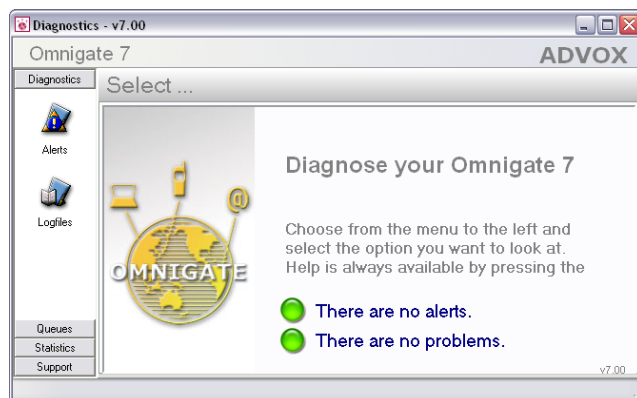 Diagnostics - v7.00
Omnigate 7
ADVOX
Diagnostics
Select ...
Alerts
Logfiles
OMNIGATE
Diagnose your Omnigate 7
Choose from the menu to the left and
select the option you want to look at.
Help is always available by pressing the
There are no alerts.
There are no problems.
Queues
Statistics
Support
v7.00